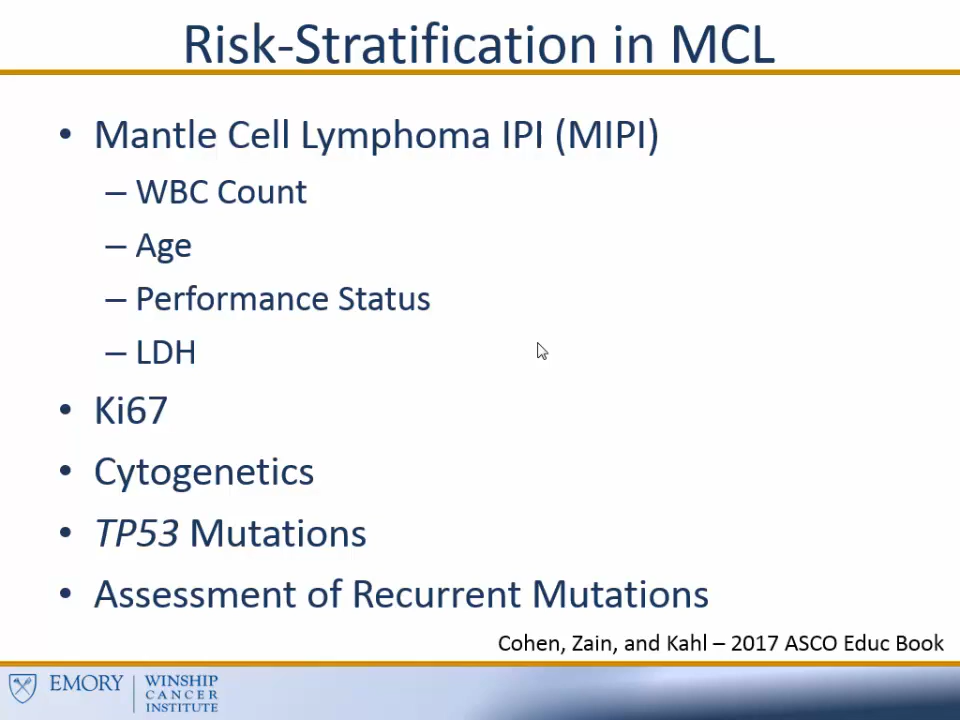 Risk-Stratification in MCL
• Mantle Cell Lymphoma IPI (MIPI)
– WBC Count
– Age
– Performance Status
– LDH
• Ki67
• Cytogenetics
• TP53 Mutations
• Assessment of Recurrent Mutations
Cohen, Zain, and Kahl – 2017 ASCO Educ Book
EMORY
WINSHIP
CANCER
INSTITUTE